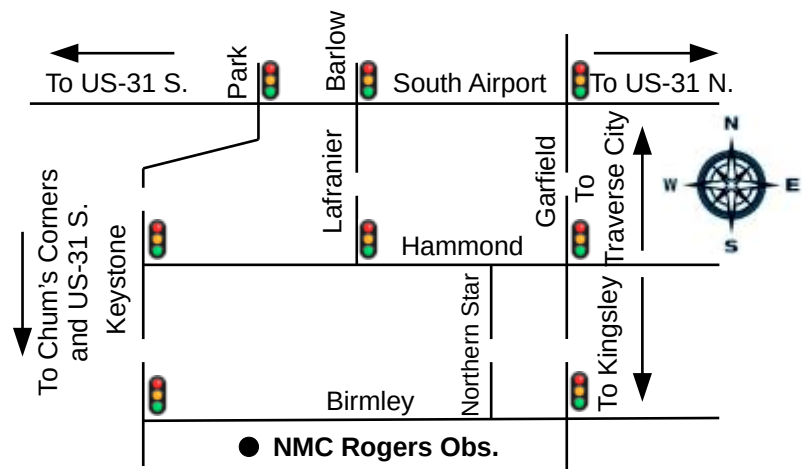 Park
Barlow
To US-31 S.
South Airport
To US-31 N.
Lafranier
Garfield
To
Traverse City
N
W
E
S
To Chum's Corners
and US-31 S.
Keystone
Hammond
Northern Star
To Kingsley
Birmley
NMC Rogers Obs.